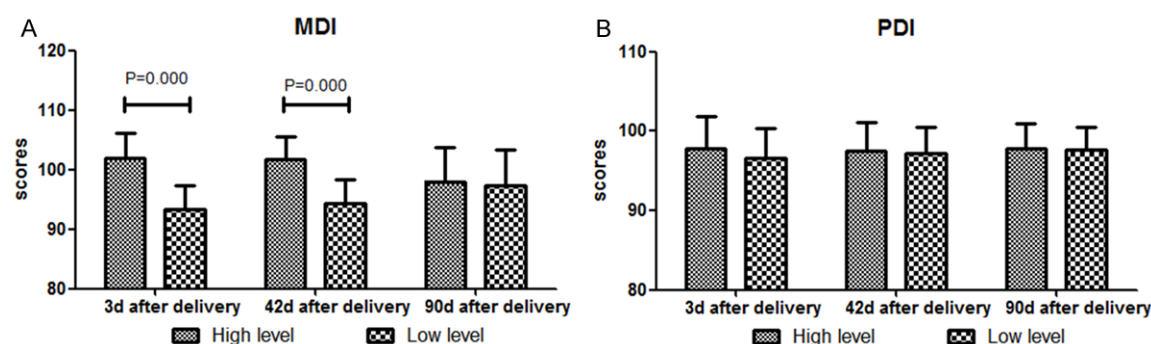 A
MDI
120
110
100
90
80
scores
P=0.000
P=0.000
3d after delivery
42d after delivery
90d after delivery
High level
Low level
B
PDI
110
100
90
80
scores
3d after delivery
42d after delivery
90d after delivery
High level
Low level